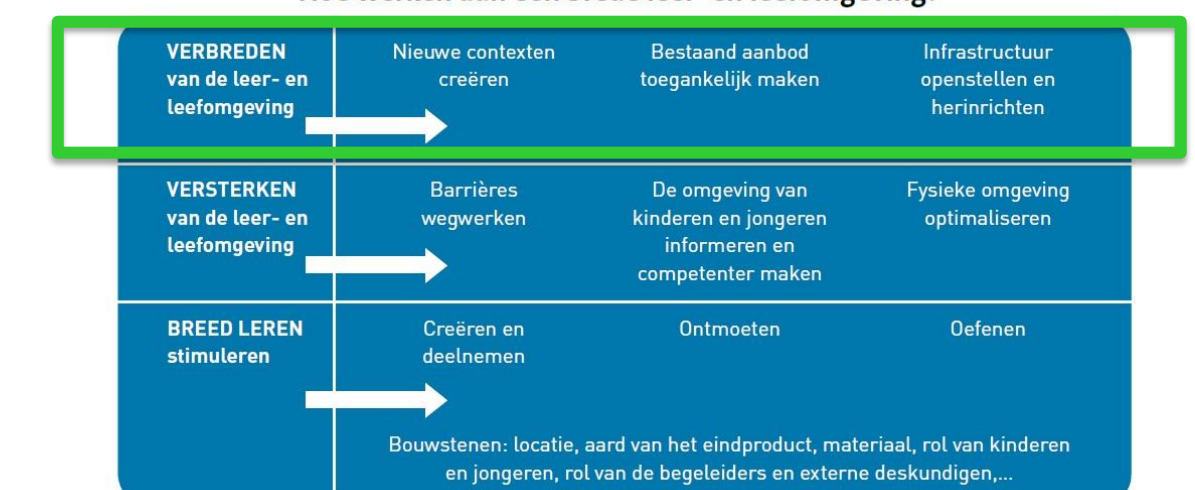 VERBREDEN
van de leer- en
leefomgeving
Nieuwe contexten
creëren
Bestaand aanbod
toegankelijk maken
Infrastructuur
openstellen en
herinrichten
VERSTERKEN
van de leer- en
leefomgeving
Barrières
wegwerken
De omgeving van
kinderen en jongeren
informeren en
competenter maken
Fysieke omgeving
optimaliseren
BREED LEREN
stimuleren
Creëren en
deelnemen
Ontmoeten
Oefenen
Bouwstenen: locatie, aard van het eindproduct, materiaal, rol van kinderen
en jongeren, rol van de begeleiders en externe deskundigen,...